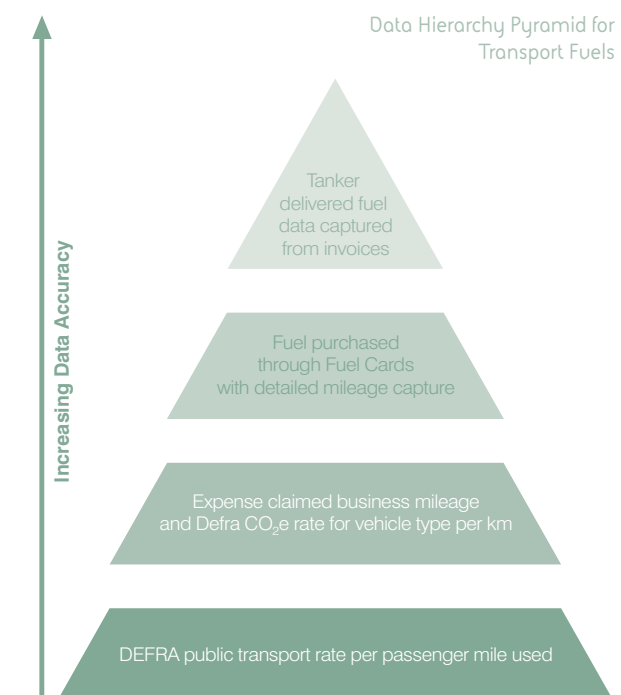 Data Hierarchy Pyramid for
Transport Fuels
Tanker
delivered fuel
data captured
from invoices
Increasing Data Accuracy
Fuel purchased
through Fuel Cards
with detailed mileage capture
Expense claimed business mileage
and Defra CO₂e rate for vehicle type per km
DEFRA public transport rate per passenger mile used